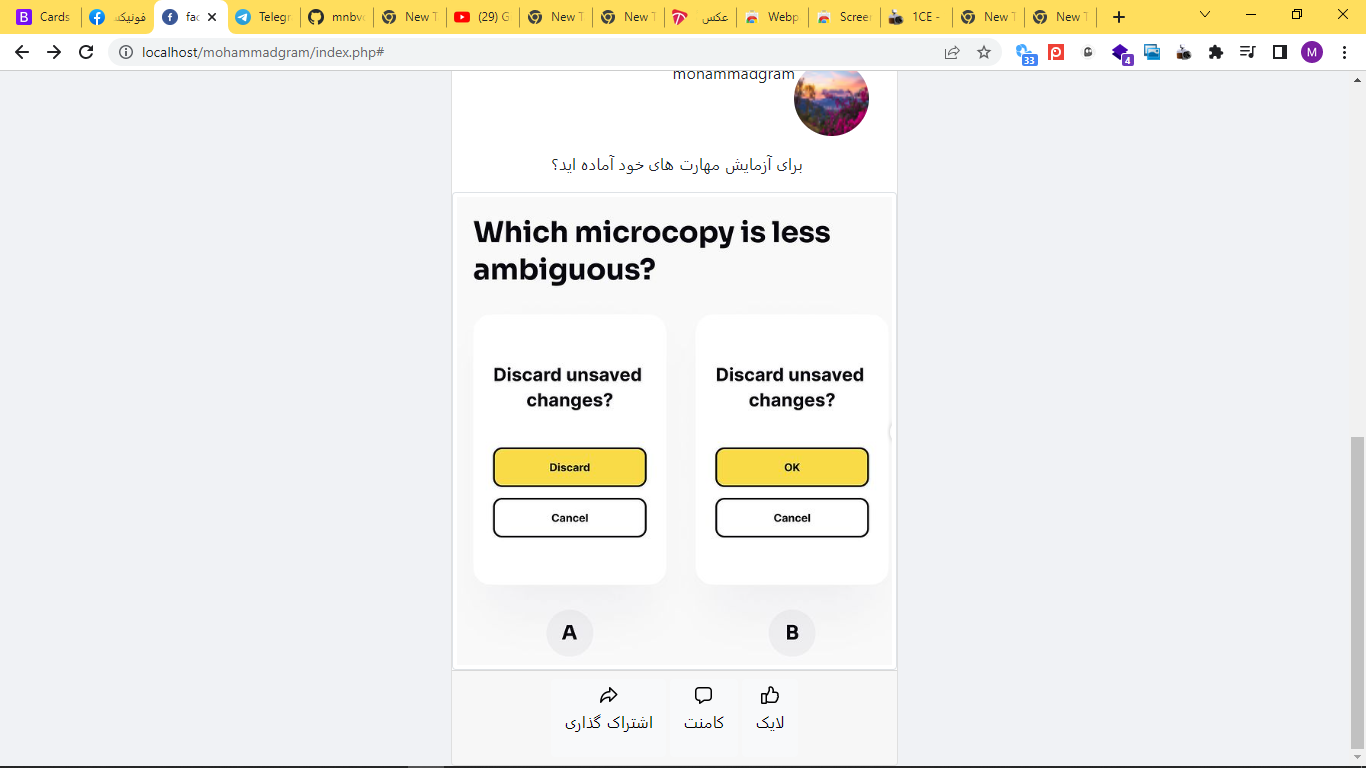 Cards
فونیکس
fac
Telegr
mnbv
New T
(29) G
New T
New T
عکس
Webp
Screer
1CE -
New T
New T
localhost/mohammadgram/index.php#
33
4
M
mohammadgram
برای آزمایش مهارت های خود آماده اید؟
Which microcopy is less
ambiguous?
Discard unsaved
changes?
Discard
Cancel
A
Discard unsaved
changes?
OK
Cancel
B
لایک
کامنت
اشتراک گذاری